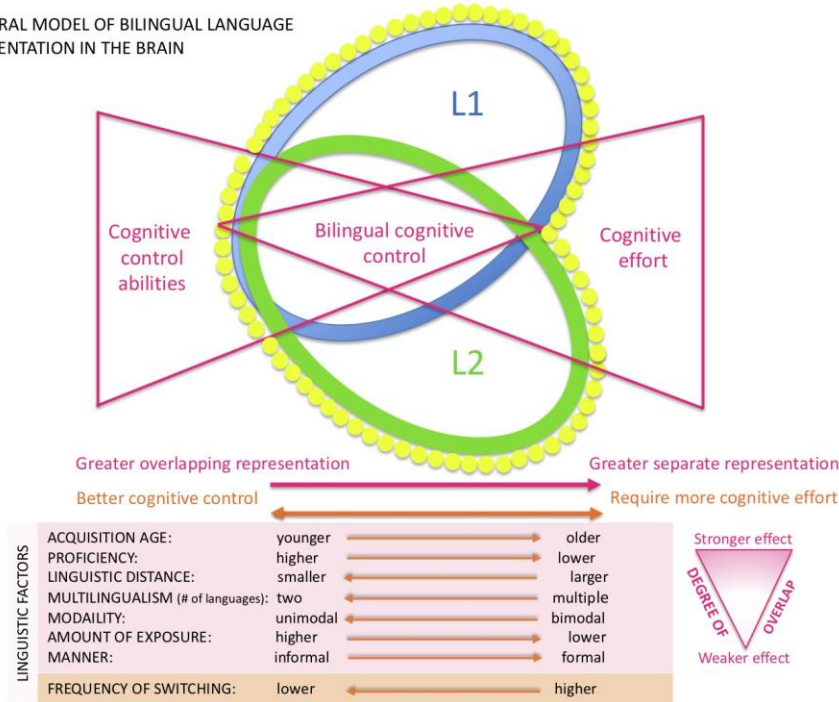 RAL MODEL OF BILINGUAL LANGUAGE
ENTATION IN THE BRAIN
L1
Cognitive
control
abilities
Bilingual cognitive
control
Cognitive
effort
L2
Greater overlapping representation
Greater separate representation
Better cognitive control
Require more cognitive effort
LINGUISTIC FACTORS
ACQUISITION AGE: younger older
PROFICIENCY: higher lower
LINGUISTIC DISTANCE: smaller larger
MULTILINGUALISM (# of languages): two multiple
MODAILITY: unimodal bimodal
AMOUNT OF EXPOSURE: higher lower
MANNER: informal formal
FREQUENCY OF SWITCHING: lower higher
Stronger effect
DEGREE OF
OVERLAP
Weaker effect